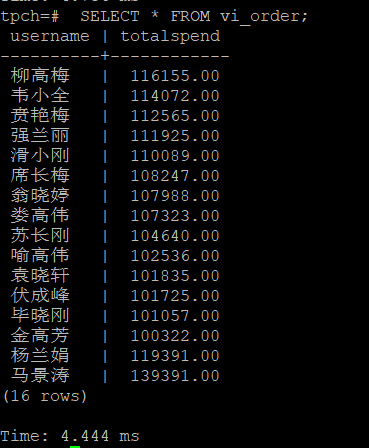 tpch=#  SELECT * FROM vi_order;
 username | totalspend
----------+------------
 柳高梅   |  116155.00
 韦小全   |  114072.00
 贲艳梅   |  112565.00
 强兰丽   |  111925.00
 滑小刚   |  110089.00
 席长梅   |  108247.00
 翁晓婷   |  107988.00
 娄高伟   |  107323.00
 苏长刚   |  104640.00
 喻高伟   |  102536.00
 袁晓轩   |  101835.00
 伏成峰   |  101725.00
 毕晓刚   |  101057.00
 金高芳   |  100322.00
 杨兰娟   |  119391.00
 马景涛   |  139391.00
(16 rows)

Time: 4.444 ms